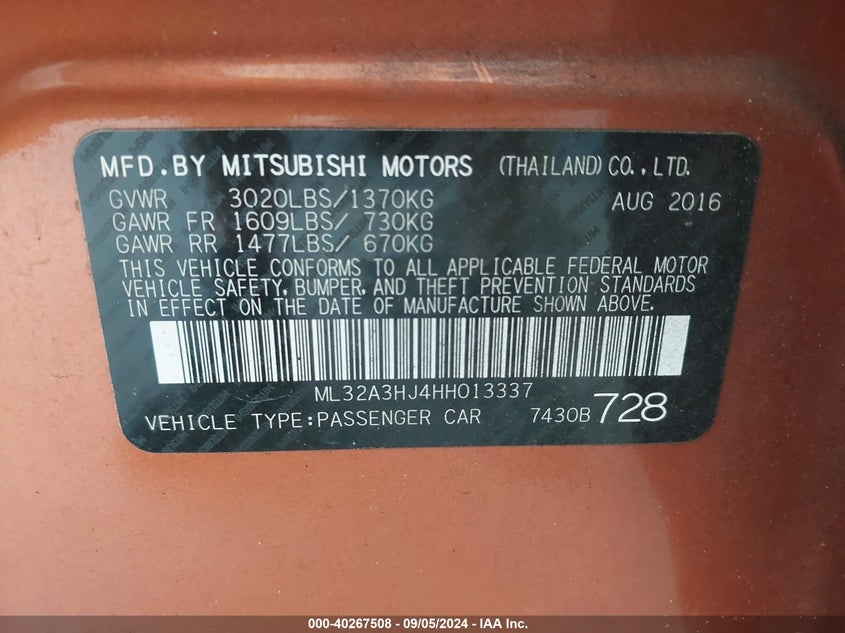 MFD.BY MITSUBISHI MOTORS (THAILAND)CO.,LTD.
GVWR 3020LBS/1370KG AUG 2016
GAWR FR 1609LBS/ 730KG
GAWR RR 1477LBS/ 670KG
THIS VEHICLE CONFORMS TO ALL APPLICABLE FEDERAL MOTOR
VEHICLE SAFETY, BUMPER, AND THEFT PREVENTION STANDARDS
IN EFFECT ON THE DATE OF MANUFACTURE SHOWN ABOVE.
ML32A3HJ4HH013337
VEHICLE TYPE:PASSENGER CAR 7430B 728
000-40267508 - 09/05/2024 - IAA Inc.